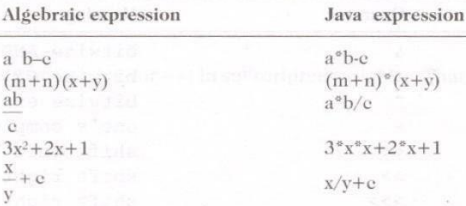 Algebraic expression Java expression
a b–c a*b-c
(m+n)(x+y) (m+n)*(x+y)
ab a*b/c
c
3x²+2x+1 3*x*x+2*x+1
x
+ c x/y+c
y